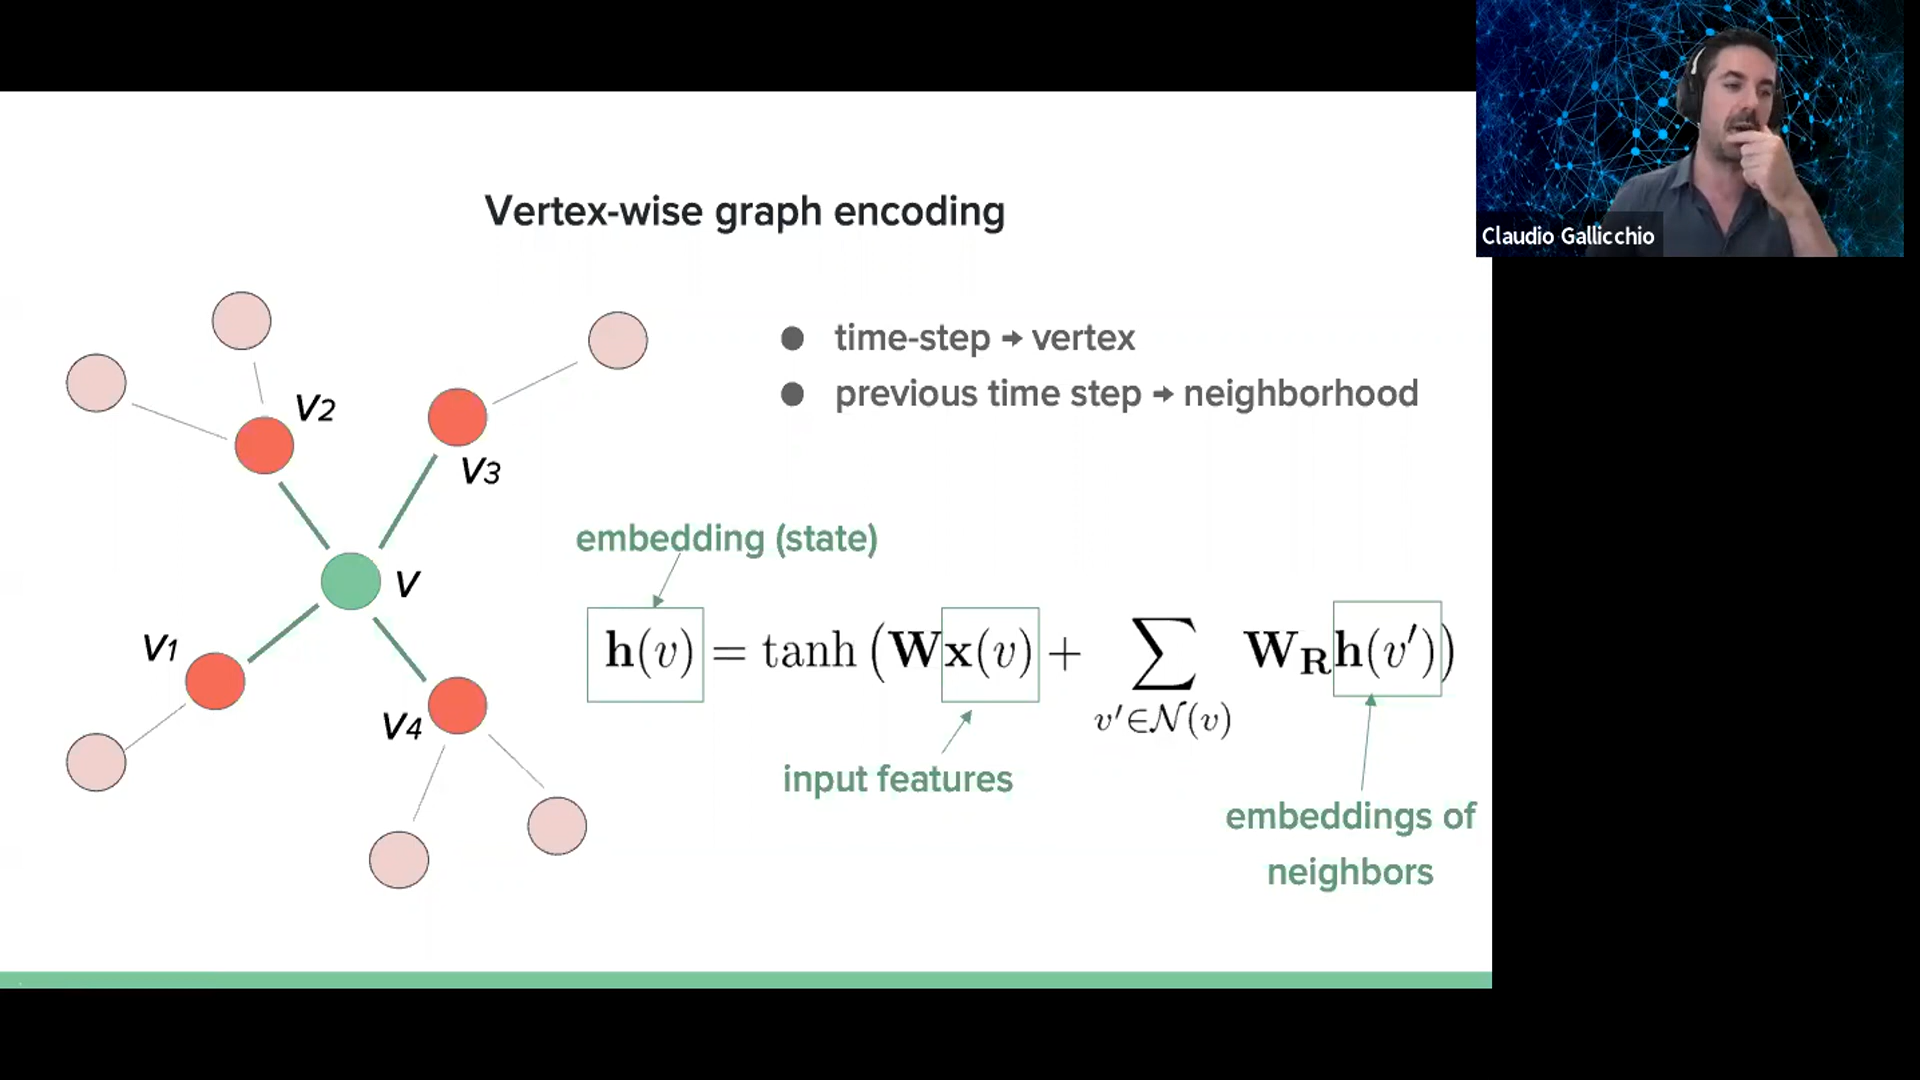 Claudio Gallicchio
Vertex-wise graph encoding
● time-step → vertex
● previous time step → neighborhood
V2
V3
V
V1
V4
embedding (state)
h(v) = tanh (Wx(v) + ∑ W_R h(v′))
v′∈𝒩(v)
input features
embeddings of
neighbors